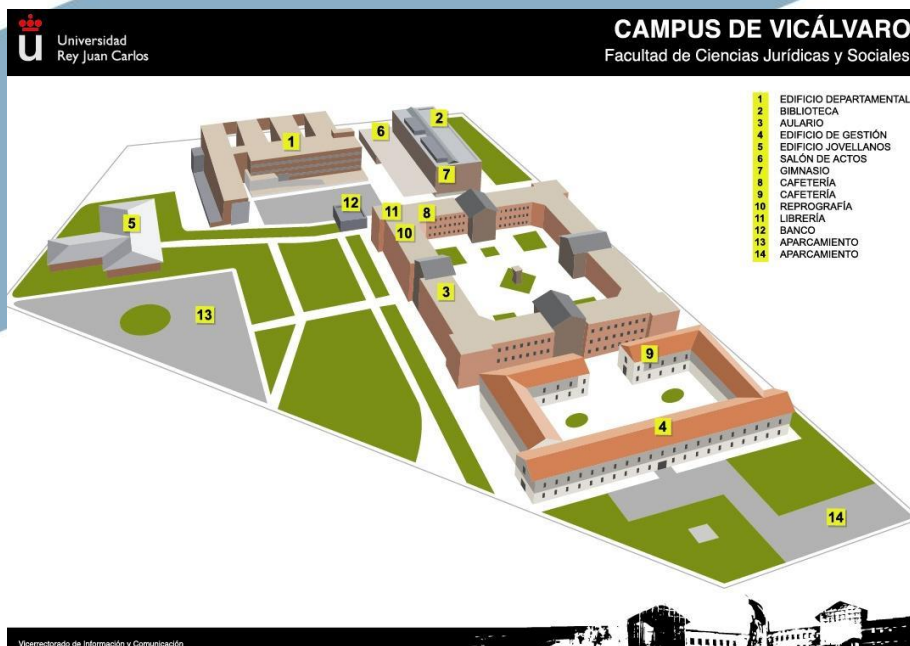 Universidad
Rey Juan Carlos
CAMPUS DE VICÁLVARO
Facultad de Ciencias Jurídicas y Sociales
1 EDIFICIO DEPARTAMENTAL
2 BIBLIOTECA
3 AULARIO
4 EDIFICIO DE GESTIÓN
5 EDIFICIO JOVELLANOS
6 SALÓN DE ACTOS
7 GIMNASIO
8 CAFETERÍA
9 CAFETERÍA
10 REPROGRAFÍA
11 LIBRERÍA
12 BANCO
13 APARCAMIENTO
14 APARCAMIENTO
2
6
1
7
12
11
8
5
10
3
13
9
4
14
Vicerrectorado de Información y Comunicación